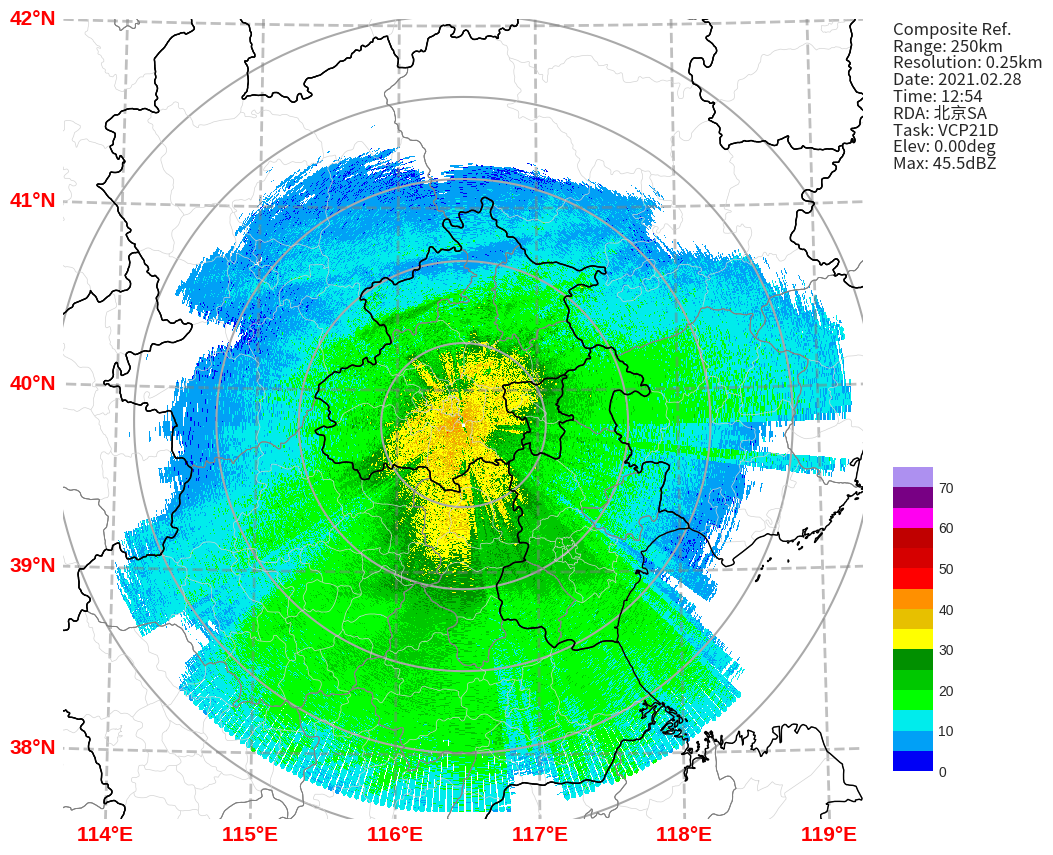 42°N
41°N
40°N
39°N
38°N
114°E
115°E
116°E
117°E
118°E
119°E
Composite Ref.
Range: 250km
Resolution: 0.25km
Date: 2021.02.28
Time: 12:54
RDA: 北京SA
Task: VCP21D
Elev: 0.00deg
Max: 45.5dBZ
70
60
50
40
30
20
10
0